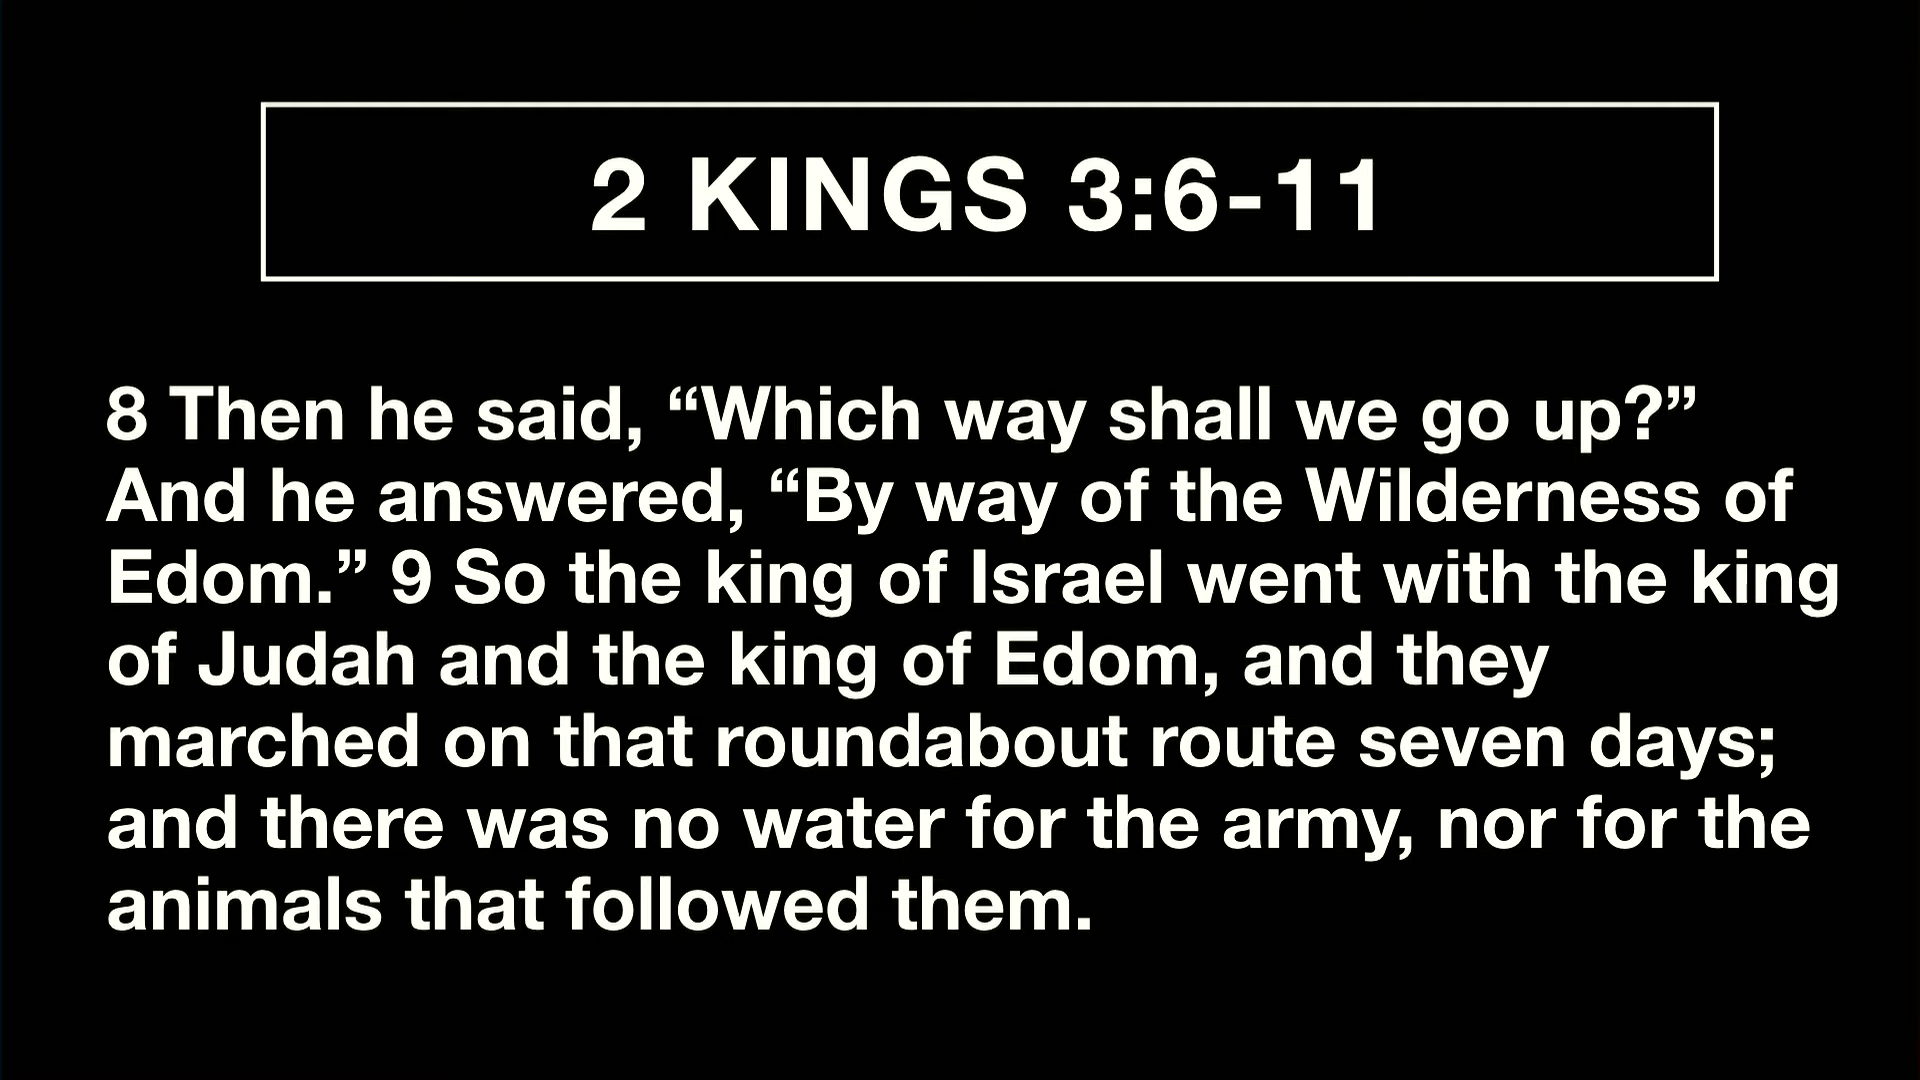 2 KINGS 3:6-11
8 Then he said, “Which way shall we go up?”
And he answered, “By way of the Wilderness of
Edom.” 9 So the king of Israel went with the king
of Judah and the king of Edom, and they
marched on that roundabout route seven days;
and there was no water for the army, nor for the
animals that followed them.